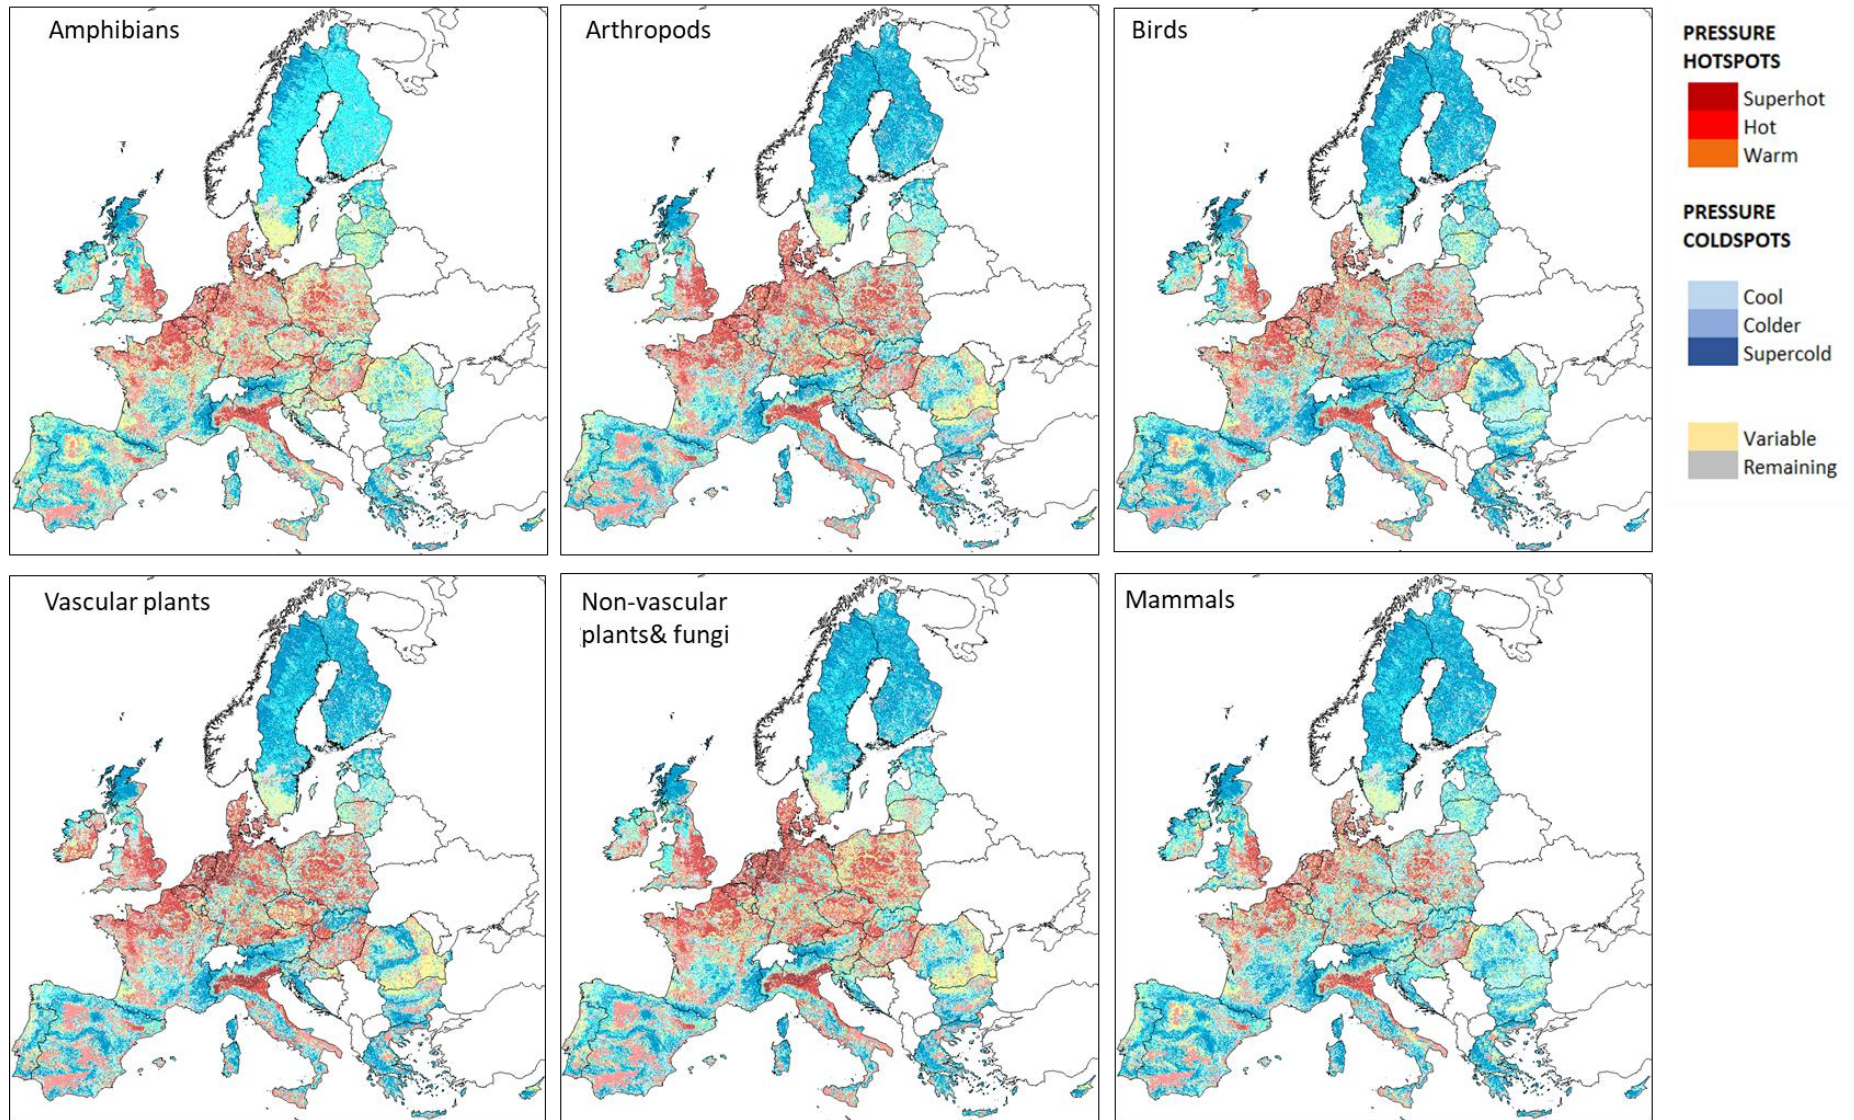 Amphibians
Arthropods
Birds
PRESSURE
HOTSPOTS
Superhot
Hot
Warm
PRESSURE
COLDSPOTS
Cool
Colder
Supercold
Variable
Remaining
Vascular plants
Non-vascular
plants& fungi
Mammals